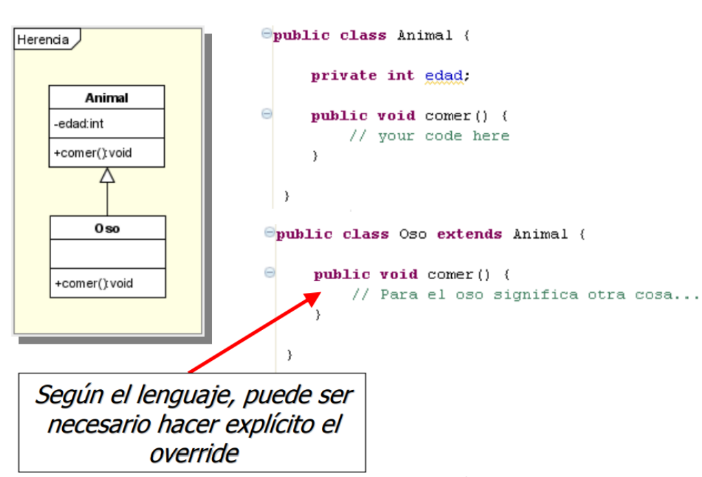 Herencia
Animal
-edad:int
+comer():void
Oso
+comer():void
public class Animal {
private int edad;
public void comer() {
// your code here
}
}
public class Oso extends Animal {
public void comer() {
// Para el oso significa otra cosa...
}
}
Según el lenguaje, puede ser
necesario hacer explícito el
override